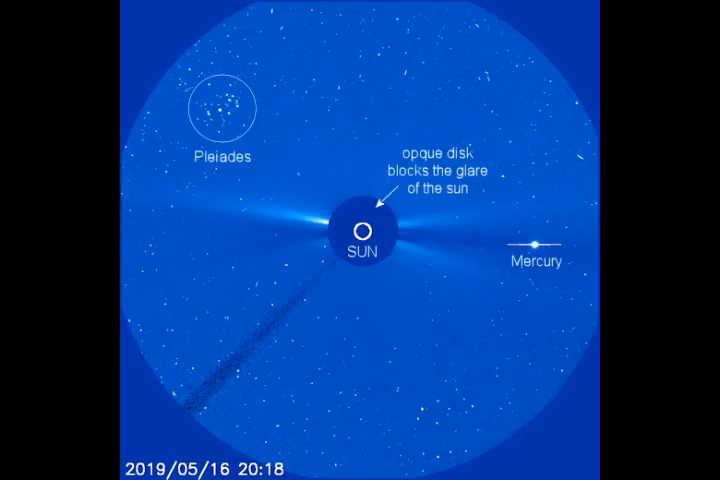 Pleiades
opque disk
blocks the glare
of the sun
SUN
Mercury
2019/05/16 20:18